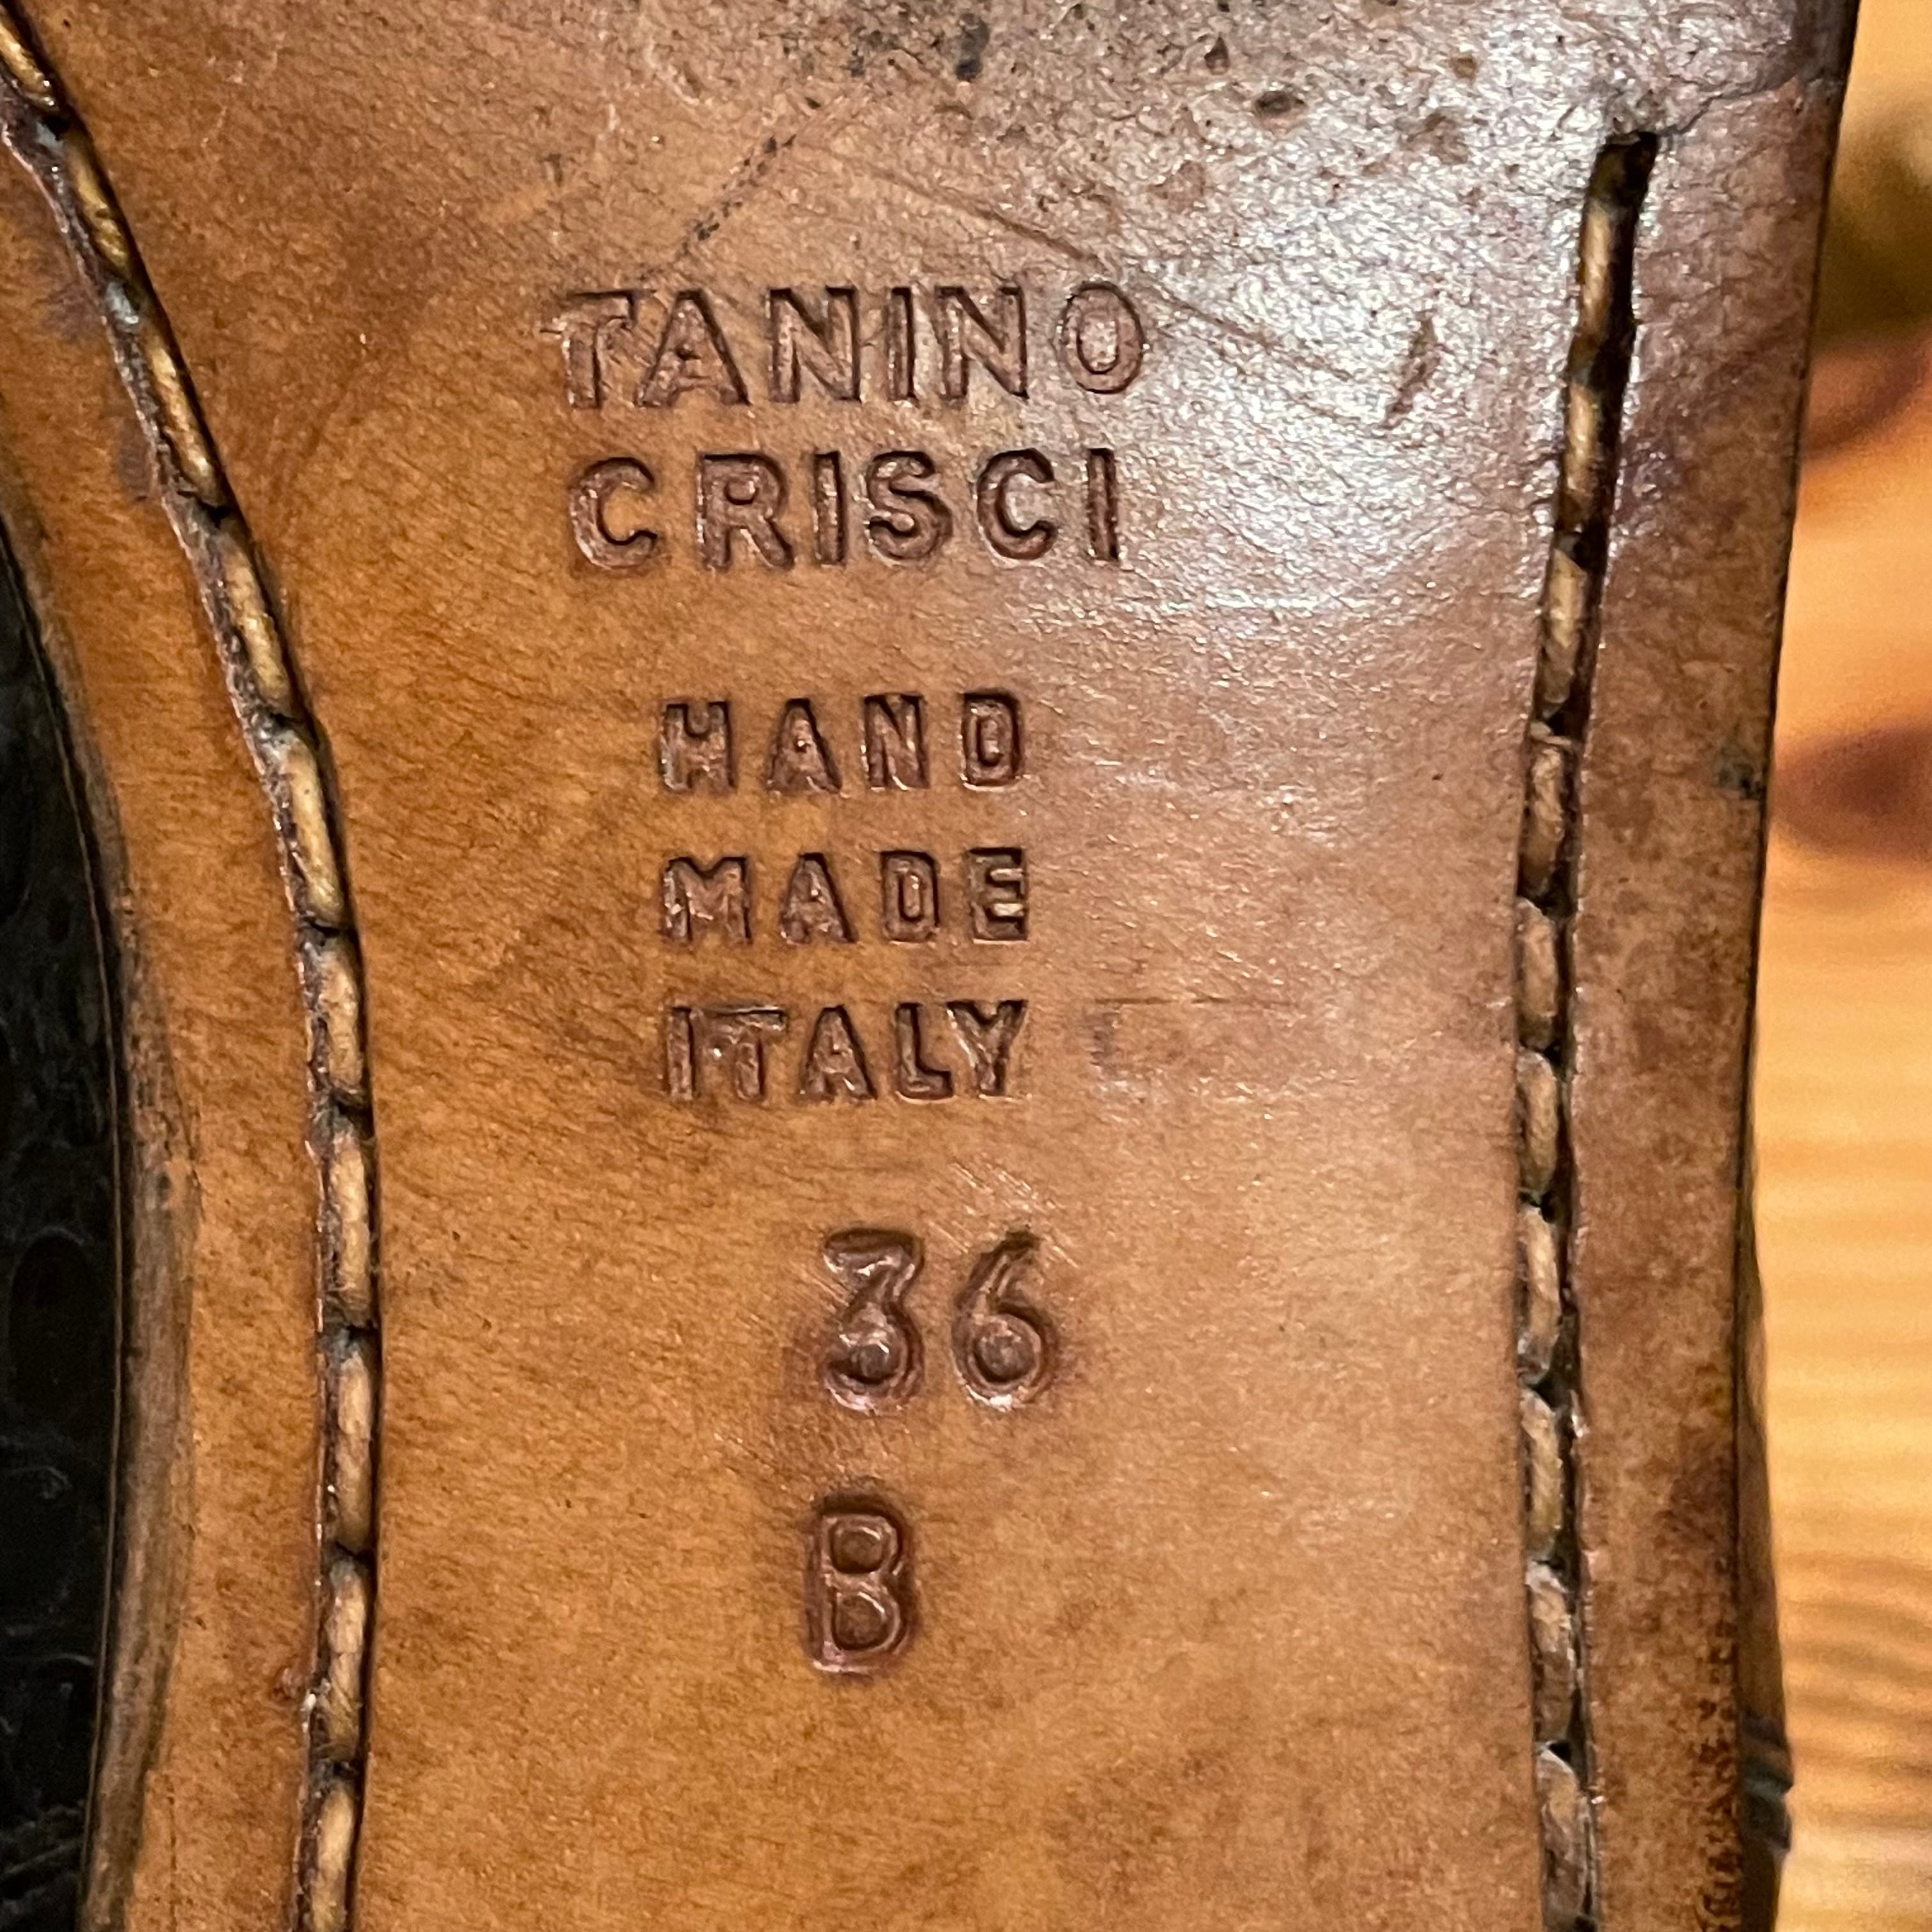 TANINO
CRISCI
HAND
MADE
ITALY
36
B